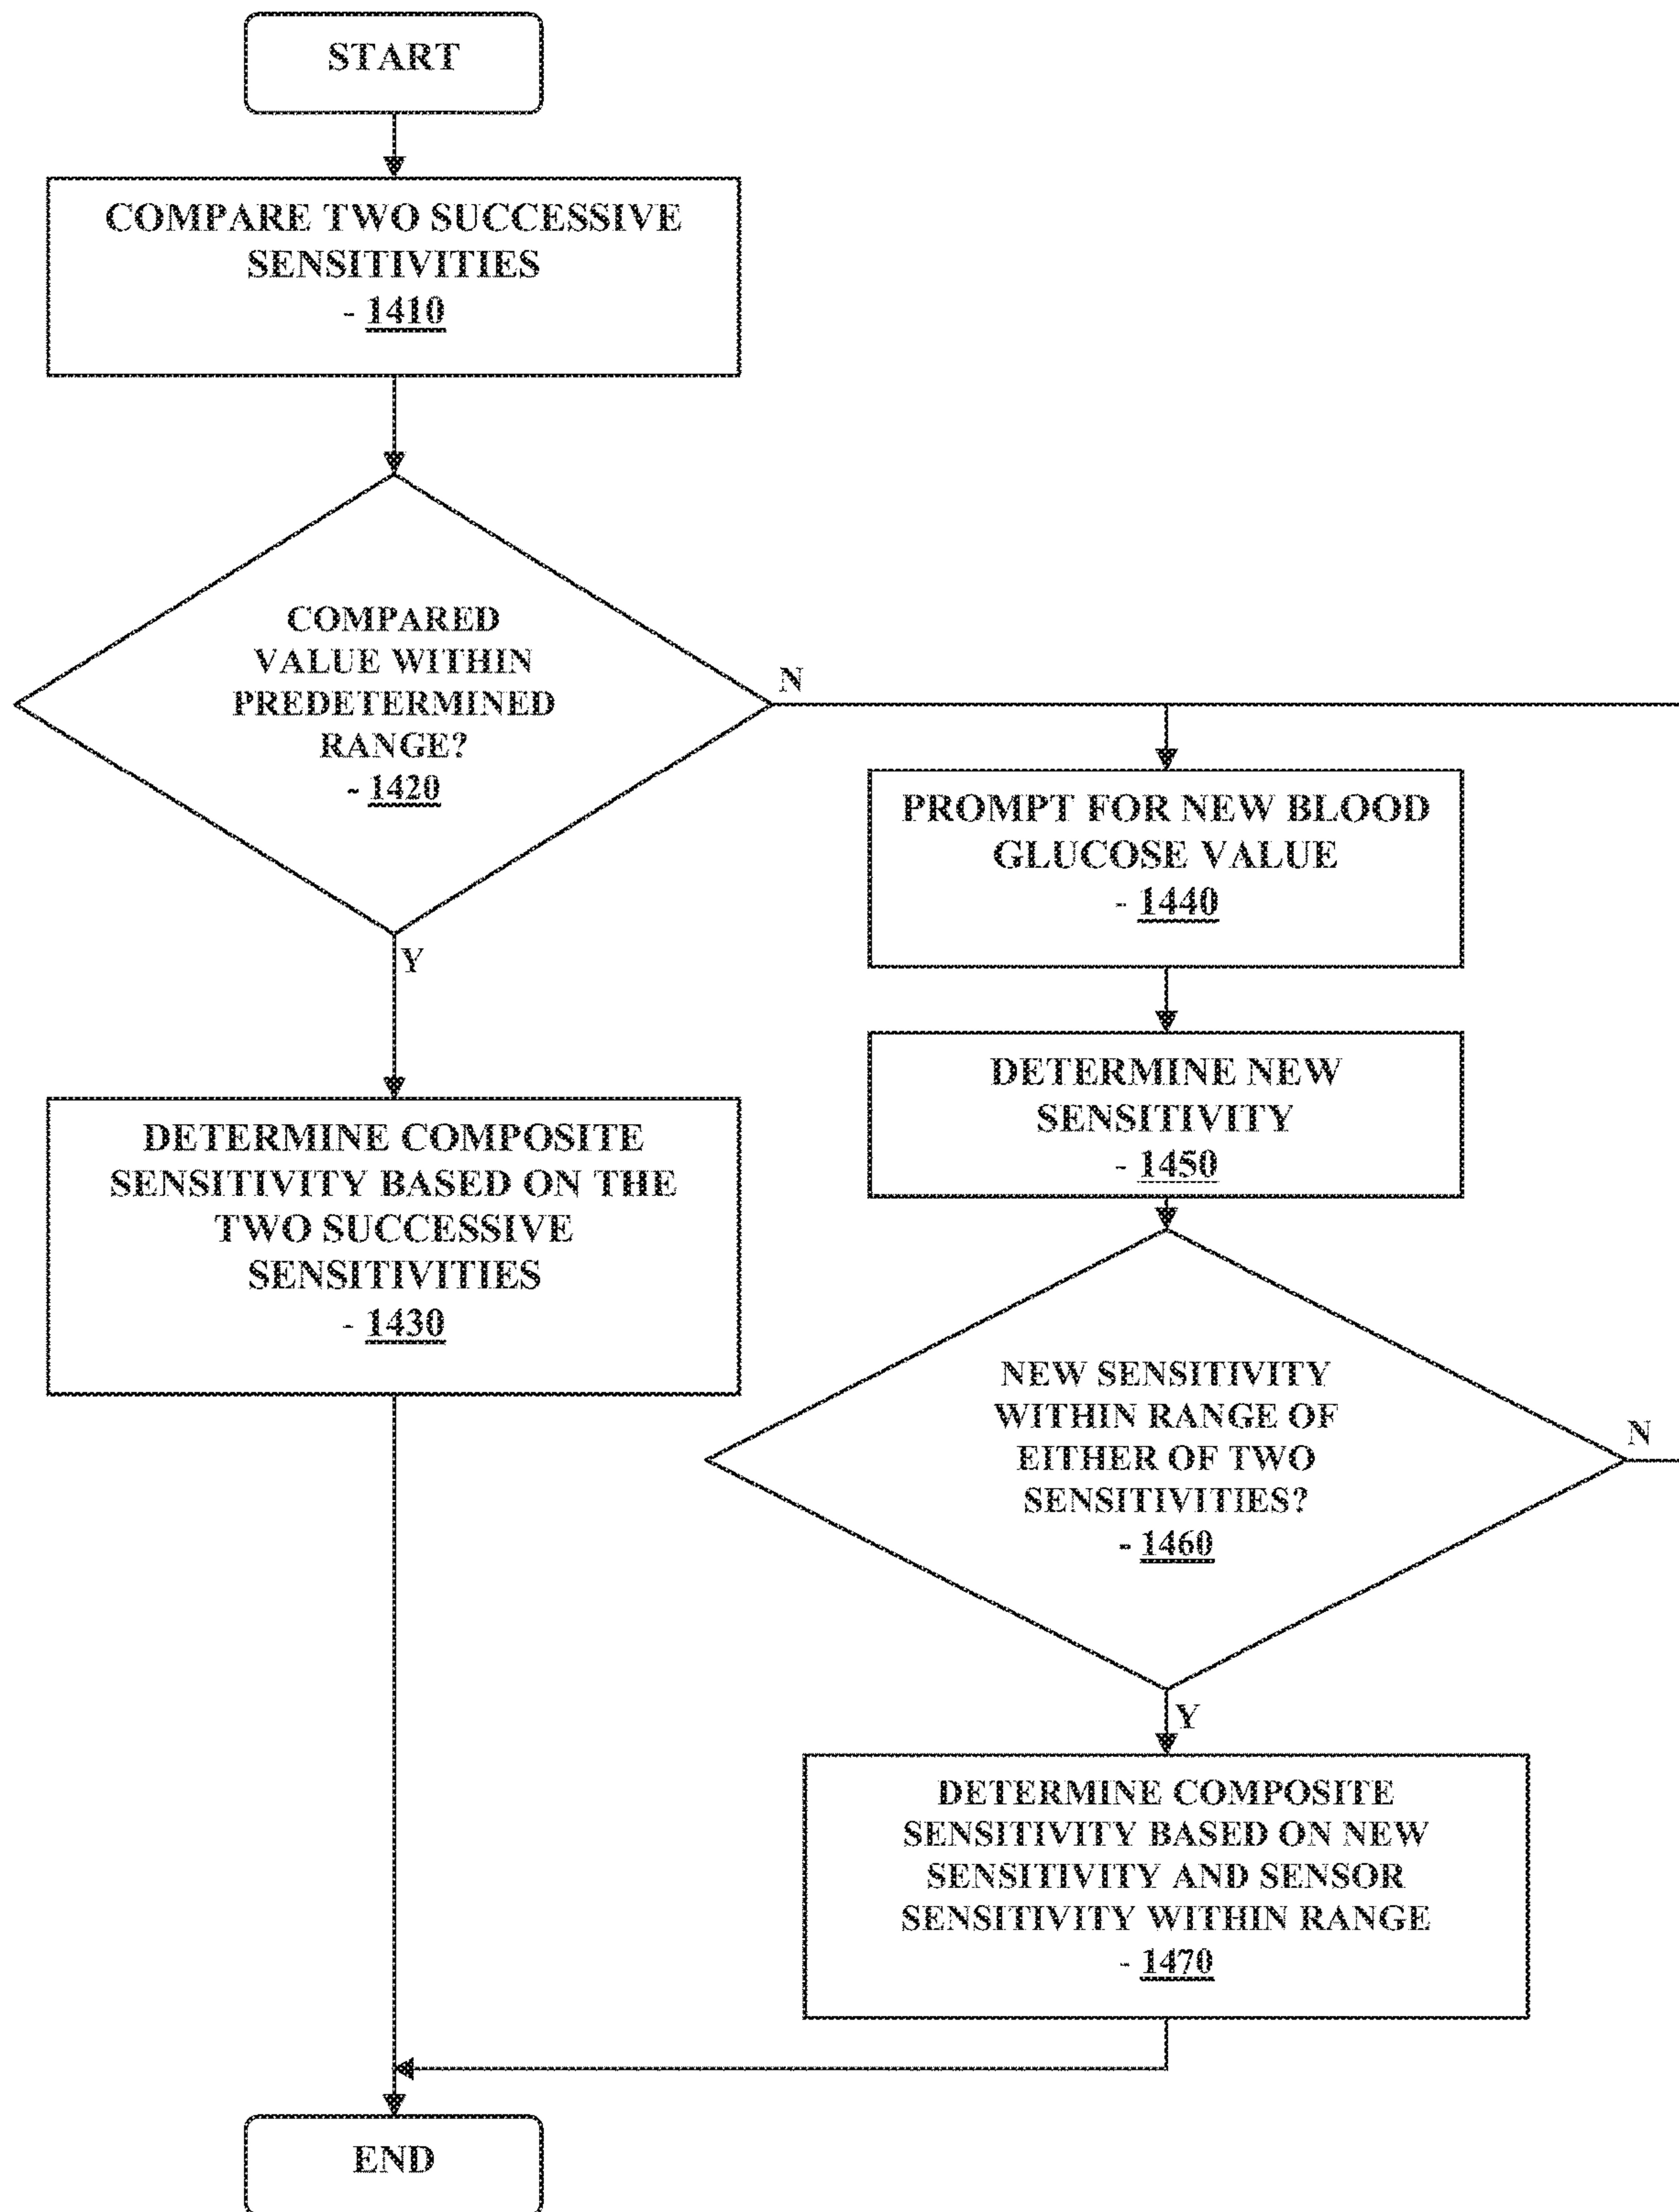 START
COMPARE TWO SUCCESSIVE
SENSITIVITIES
- 1410
COMPARED
VALUE WITHIN
PREDETERMINED
RANGE?
- 1420
N
Y
PROMPT FOR NEW BLOOD
GLUCOSE VALUE
- 1440
DETERMINE NEW
SENSITIVITY
- 1450
DETERMINE COMPOSITE
SENSITIVITY BASED ON THE
TWO SUCCESSIVE
SENSITIVITIES
- 1430
NEW SENSITIVITY
WITHIN RANGE OF
EITHER OF TWO
SENSITIVITIES?
- 1460
N
Y
DETERMINE COMPOSITE
SENSITIVITY BASED ON NEW
SENSITIVITY AND SENSOR
SENSITIVITY WITHIN RANGE
- 1470
END